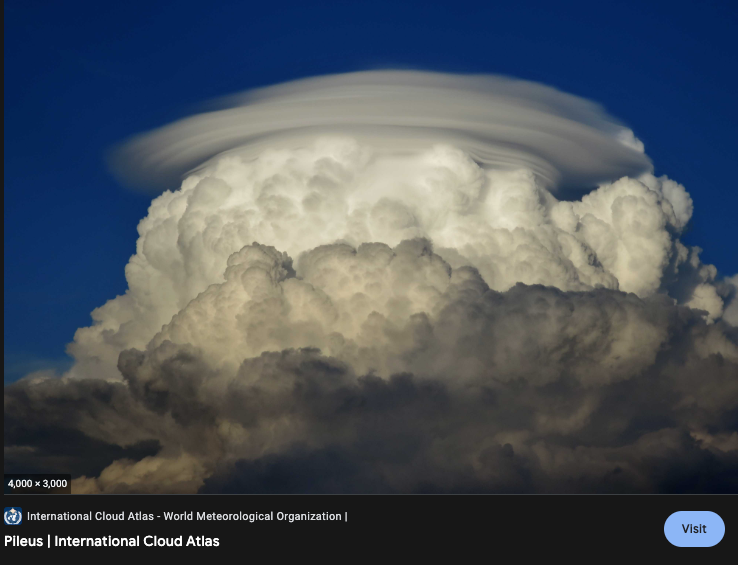 4,000 × 3,000
International Cloud Atlas - World Meteorological Organization |
Pileus | International Cloud Atlas
Visit